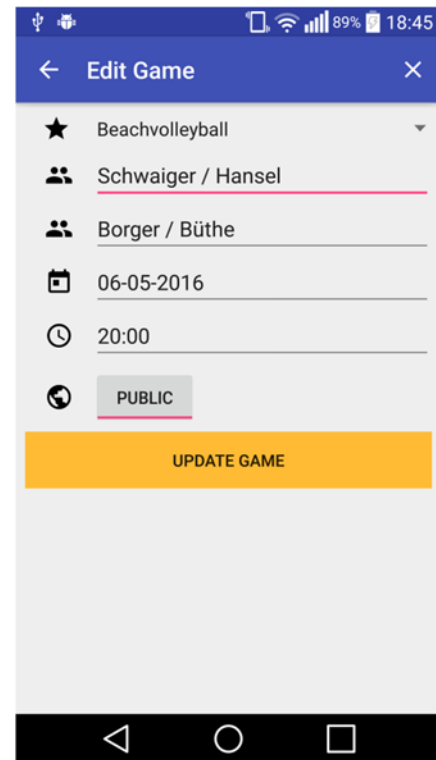 89% 18:45
Edit Game
Beachvolleyball
Schwaiger / Hansel
Borger / Büthe
06-05-2016
20:00
PUBLIC
UPDATE GAME